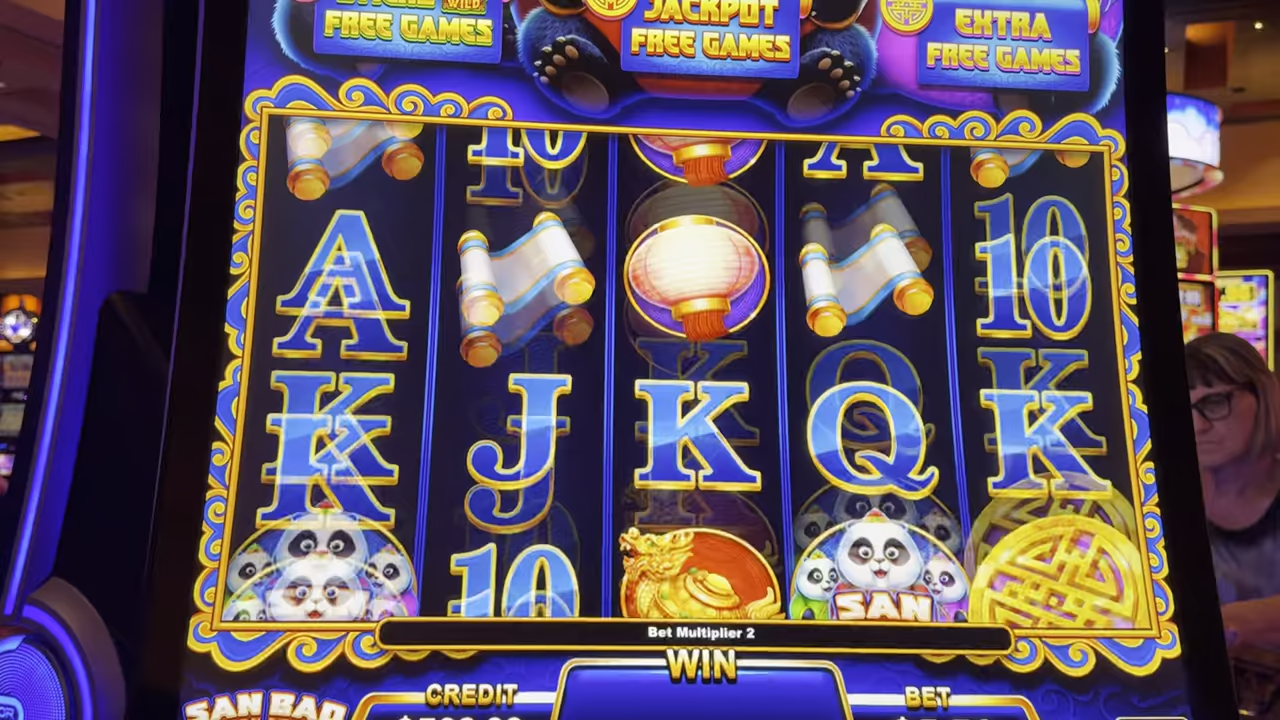 WILD
FREE GAMES
JACKPOT
FREE GAMES
EXTRA
FREE GAMES
10
A
A
10
K
J
K
Q
K
10
SAN
Bet Multiplier 2
WIN
CREDIT
BET
SAN BAO